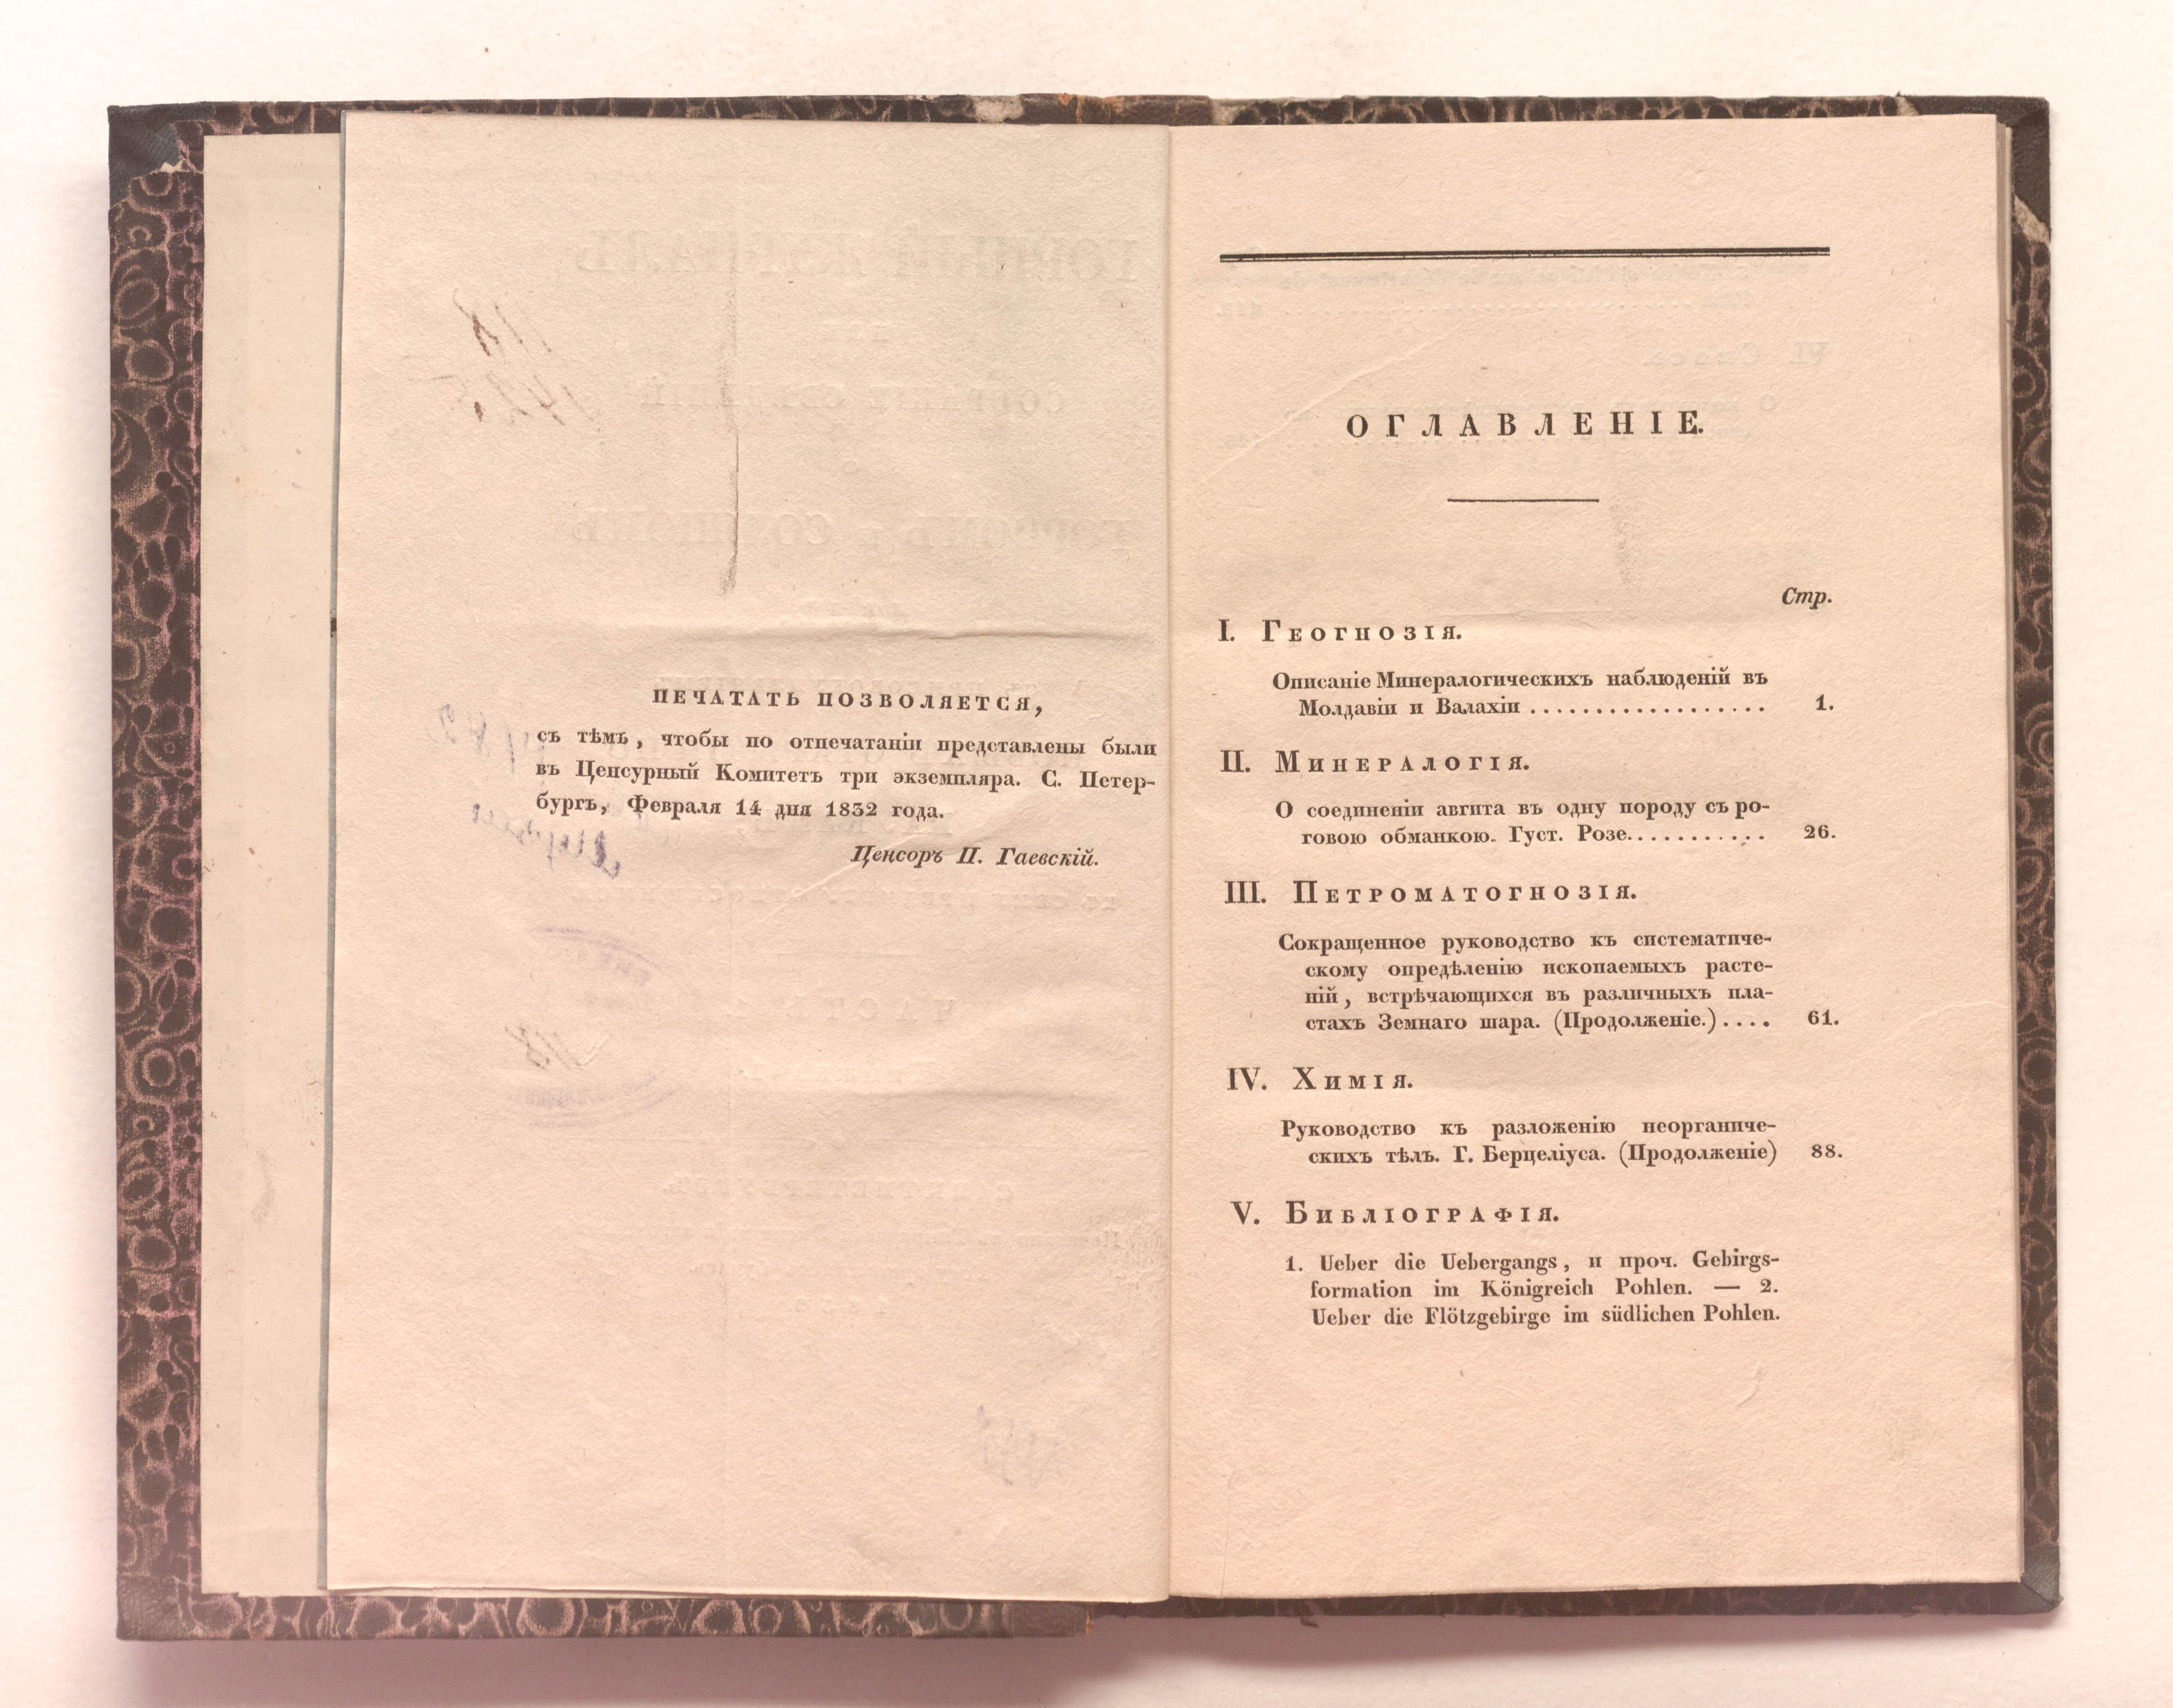 ПЕЧАТАТЬ ПОЗВОЛЯЕТСЯ,
съ тѣмъ, чтобы по отпечатаніи представлены были
въ Ценсурный Комитетъ три экземпляра. С. Петер-
бургъ, Февраля 14 дня 1832 года.
Ценсоръ П. Гаевскій.
ОГЛАВЛЕНІЕ.
Стр.
I. Геогнозія.
Описаніе Минералогическихъ наблюденій въ
Молдавіи и Валахіи .................. 1.
II. Минералогія.
О соединеніи авгита въ одну породу съ ро-
говою обманкою. Густ. Розе........... 26.
III. Петроматогнозія.
Сокращенное руководство къ систематиче-
скому опредѣленію ископаемыхъ расте-
ній, встрѣчающихся въ различныхъ пла-
стахъ Земнаго шара. (Продолженіе.).... 61.
IV. Химія.
Руководство къ разложенію неорганиче-
скихъ тѣлъ. Г. Берцеліуса. (Продолженіе) 88.
V. Библіографія.
1. Ueber die Uebergangs, и проч. Gebirgs-
formation im Königreich Pohlen. — 2.
Ueber die Flötzgebirge im südlichen Pohlen.